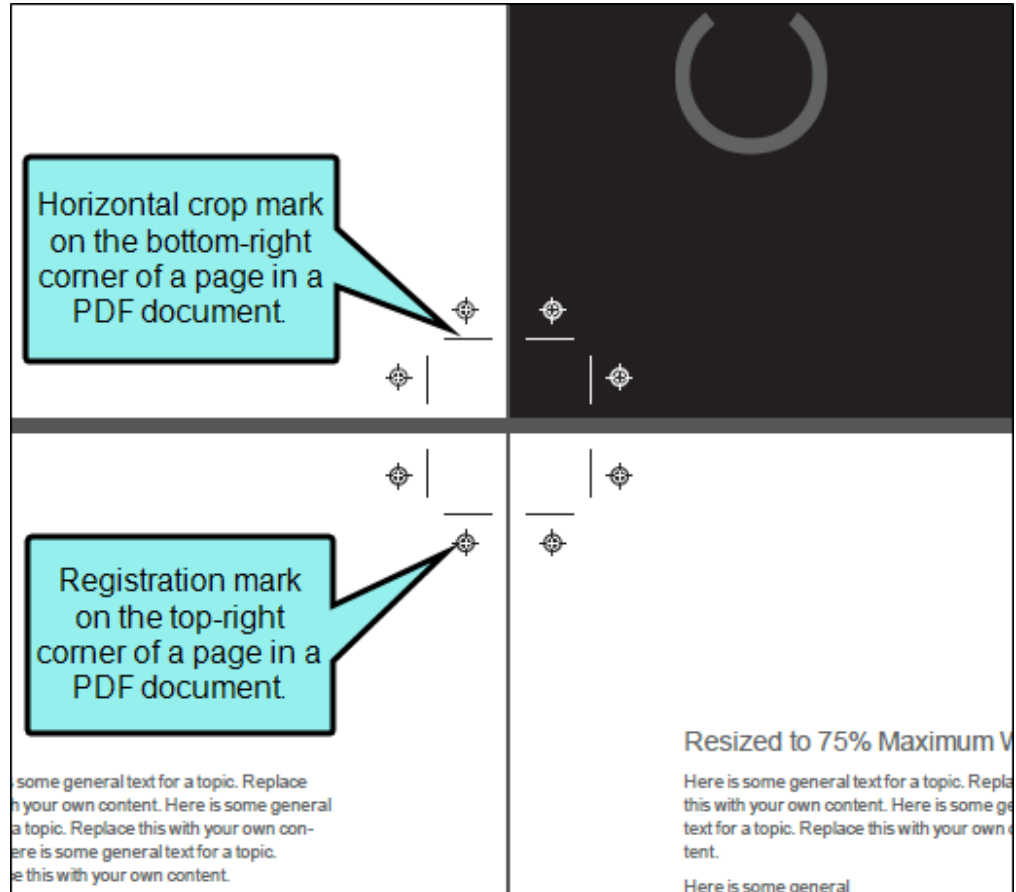 Horizontal crop mark
on the bottom-right
corner of a page in a
PDF document.
Registration mark
on the top-right
corner of a page in a
PDF document.
some general text for a topic. Replace
your own content. Here is some general
a topic. Replace this with your own con-
ere is some general text for a topic.
e this with your own content.
Resized to 75% Maximum
Here is some general text for a topic. Repla
this with your own content. Here is some ge
text for a topic. Replace this with your own
tent.
Here is some general